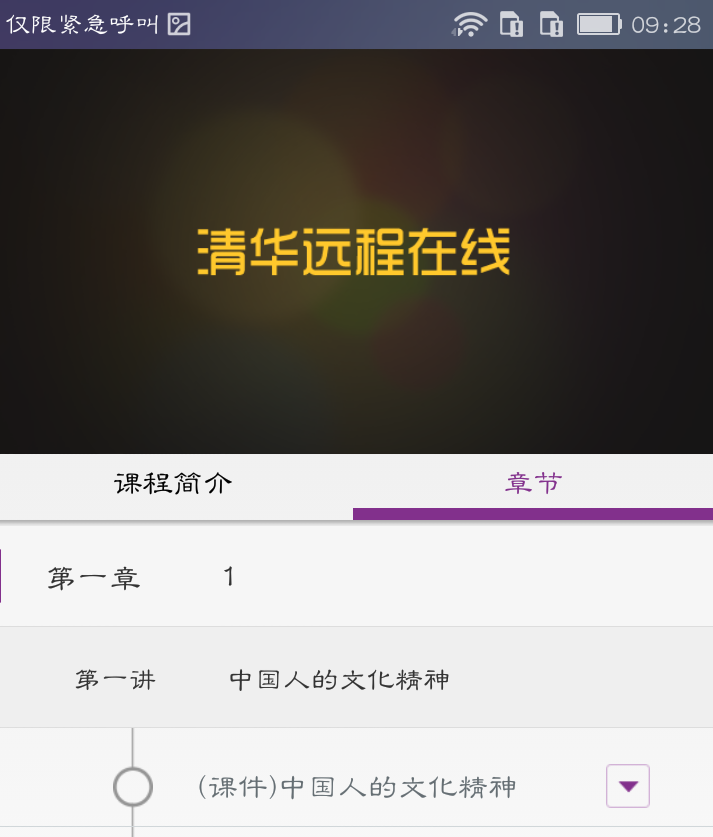 仅限紧急呼叫 09:28
清华远程在线
课程简介 章节
第一章 1
第一讲 中国人的文化精神
(课件)中国人的文化精神